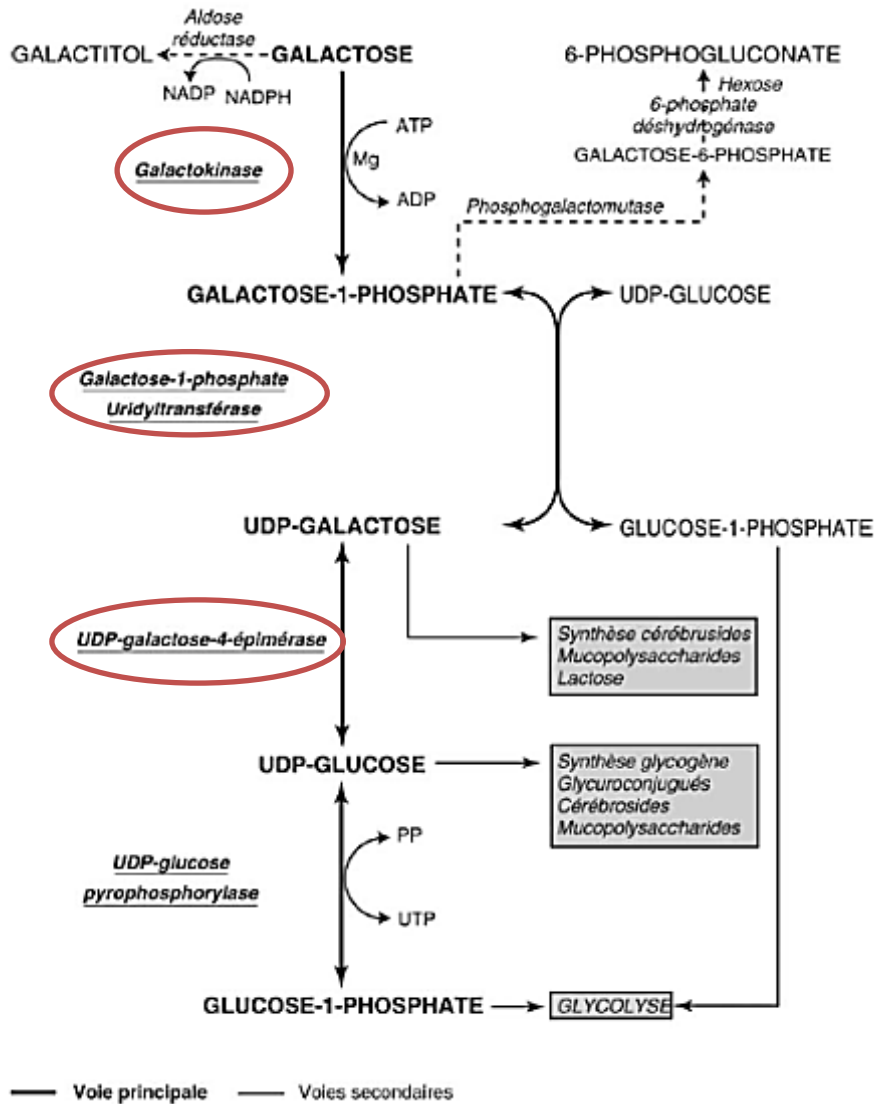 Aldose
réductase
GALACTITOL
GALACTOSE
NADP
NADPH
6-PHOSPHOGLUCONATE
Hexose
6-phosphate
déshydrogénase
GALACTOSE-6-PHOSPHATE
ATP
Mg
ADP
Galactokinase
Phosphogalactomutase
GALACTOSE-1-PHOSPHATE
UDP-GLUCOSE
Galactose-1-phosphate
Uridyltransférase
UDP-GALACTOSE
GLUCOSE-1-PHOSPHATE
UDP-galactose-4-épimérase
Synthèse cérébrusides
Mucopolysaccharides
Lactose
UDP-GLUCOSE
Synthèse glycogène
Glycuroconjugués
Cérébrosides
Mucopolysaccharides
PP
UDP-glucose
pyrophosphorylase
UTP
GLUCOSE-1-PHOSPHATE
GLYCOLYSE
Voie principale
Voies secondaires